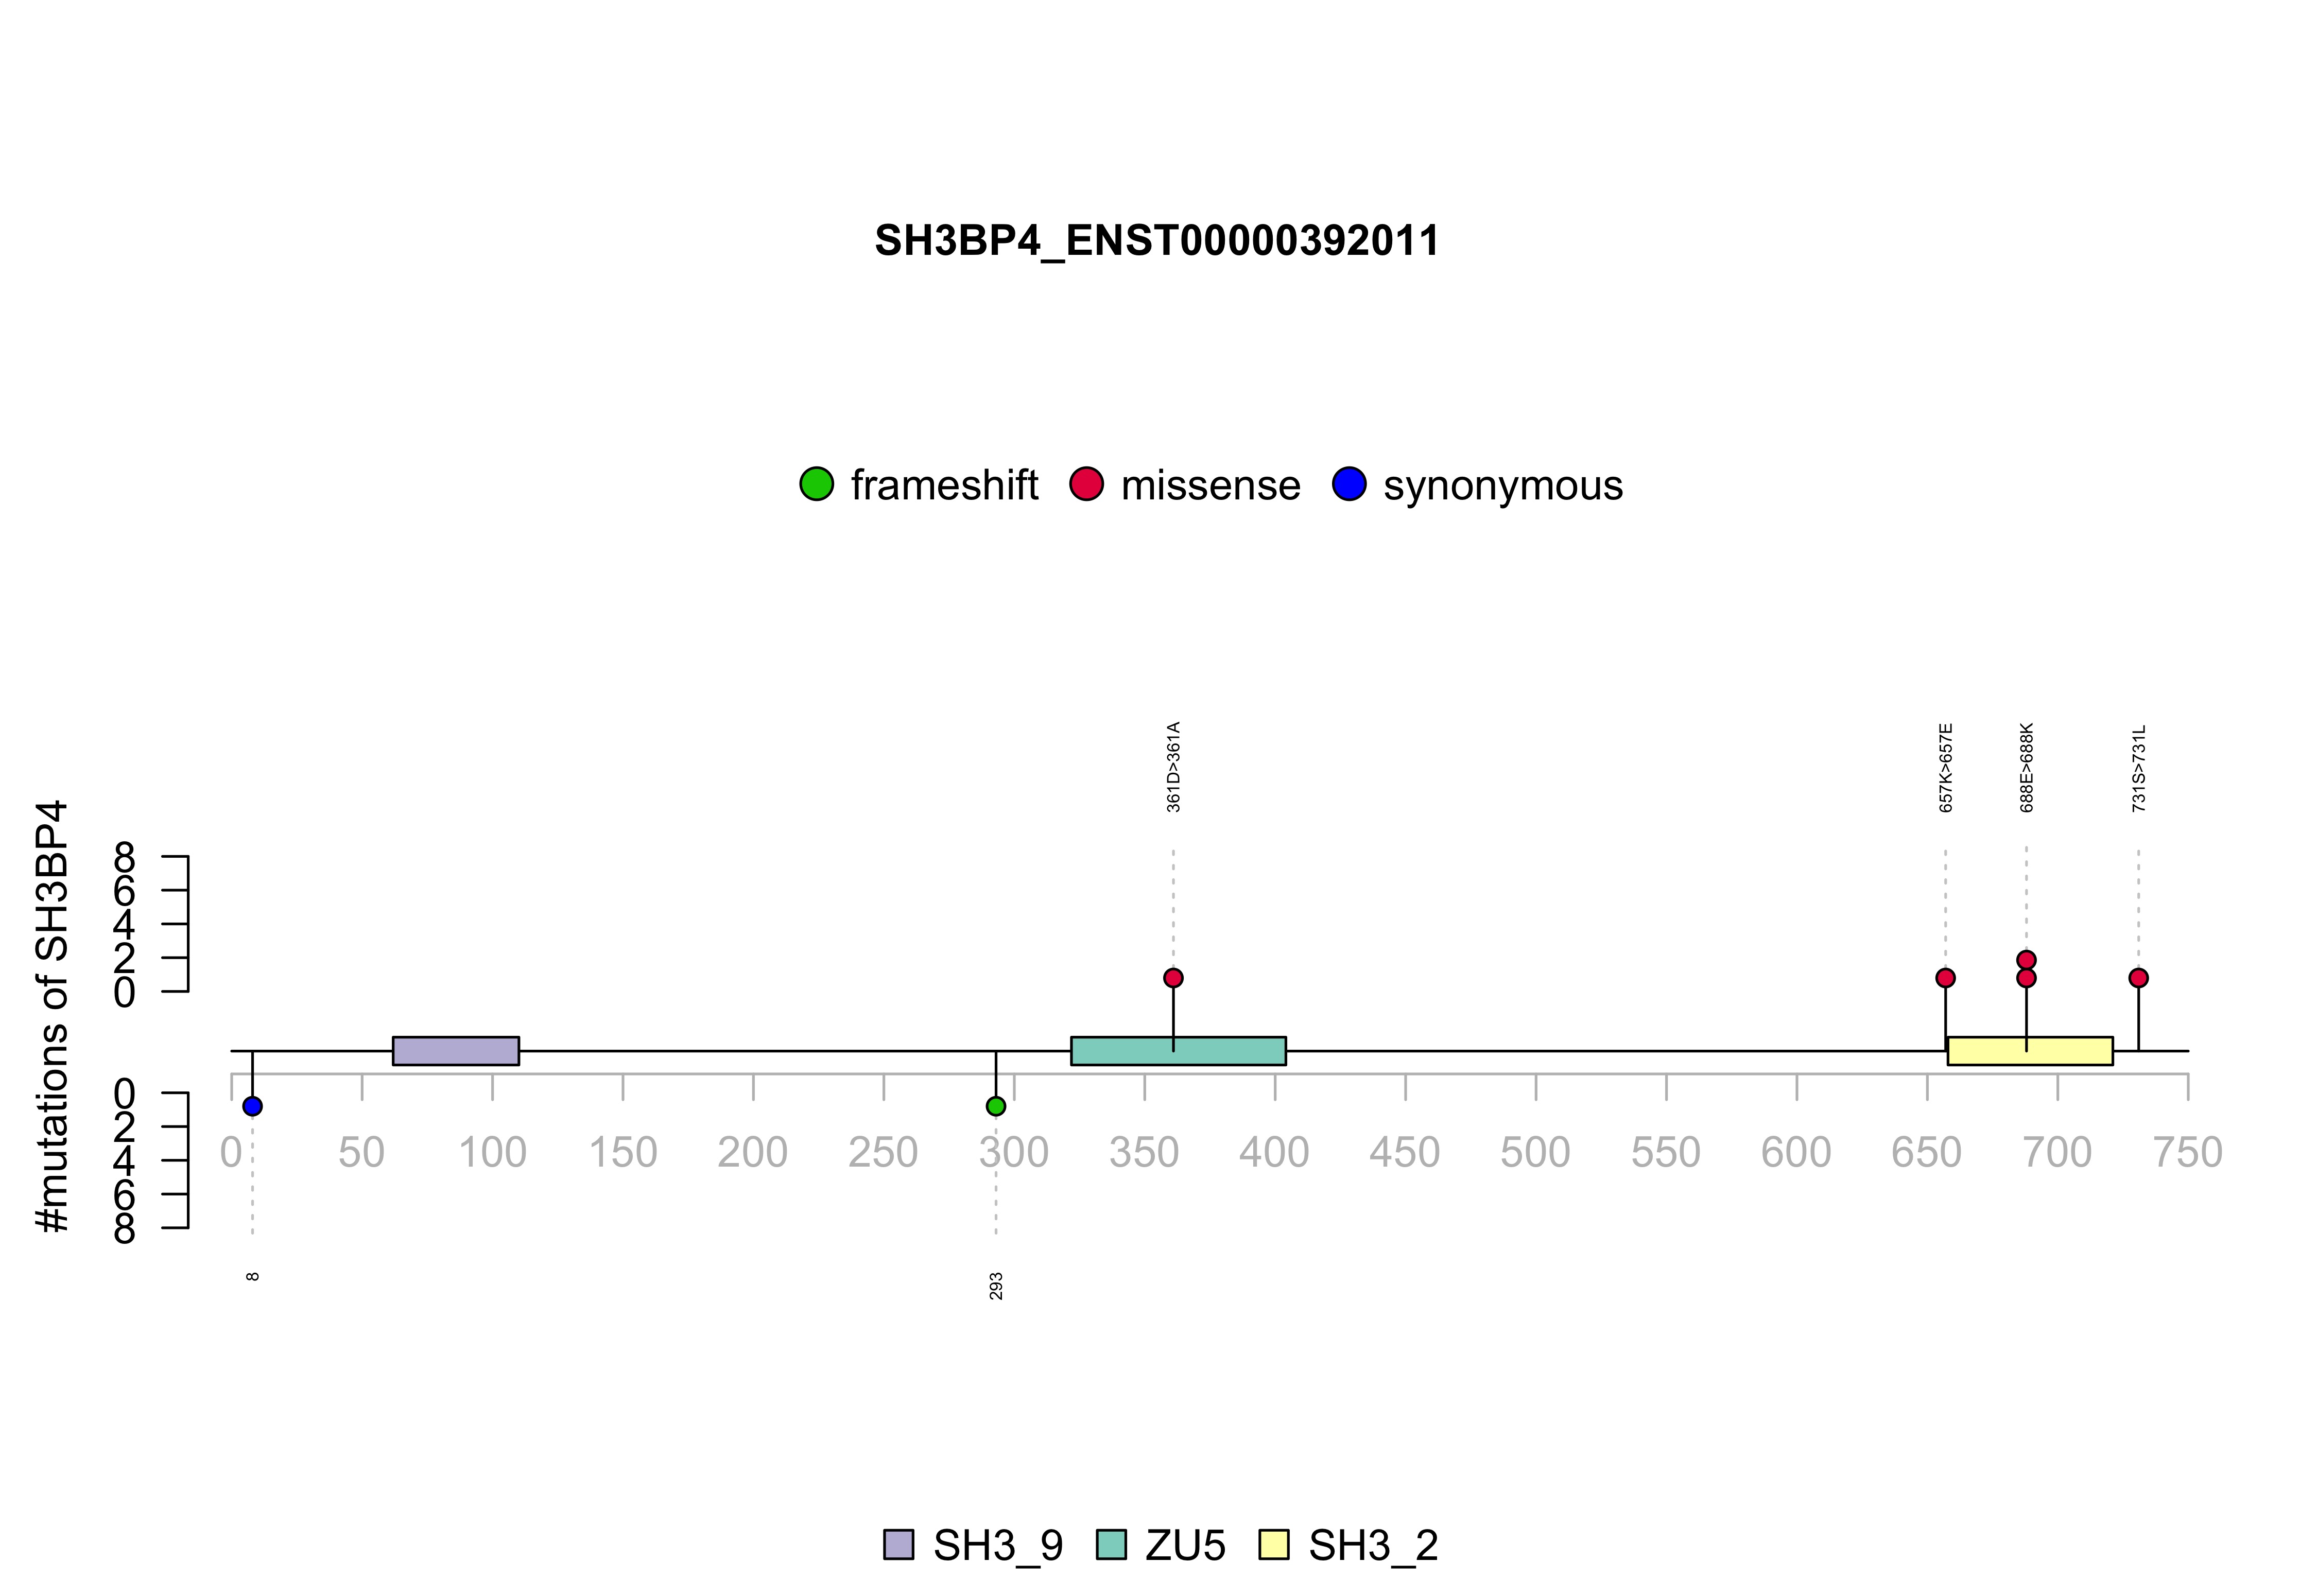 SH3BP4_ENST00000392011
frameshift missense synonymous
361D>361A 657K>657E 688E>688K 731S>731L
#mutations of SH3BP4
8
6
4
2
0
0
2
4
6
8
0 50 100 150 200 250 300 350 400 450 500 550 600 650 700 750
8 293
SH3_9 ZU5 SH3_2